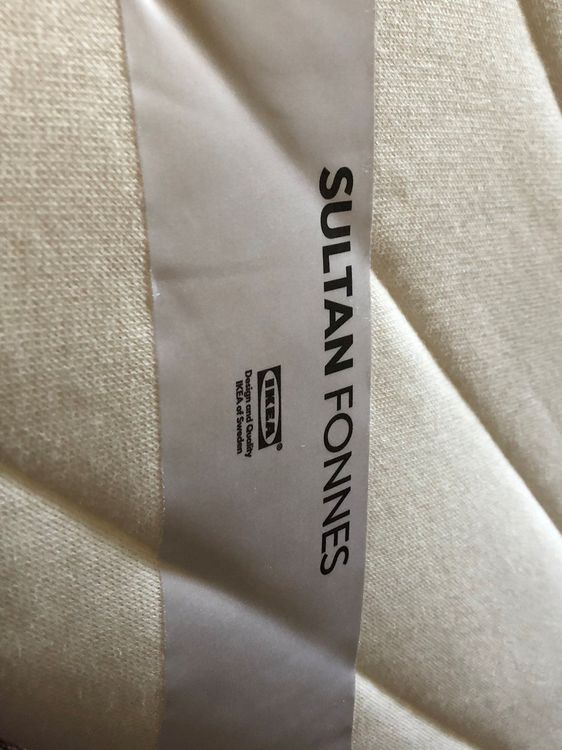 SULTAN FONNES
IKEA®
Design and Quality
IKEA of Sweden